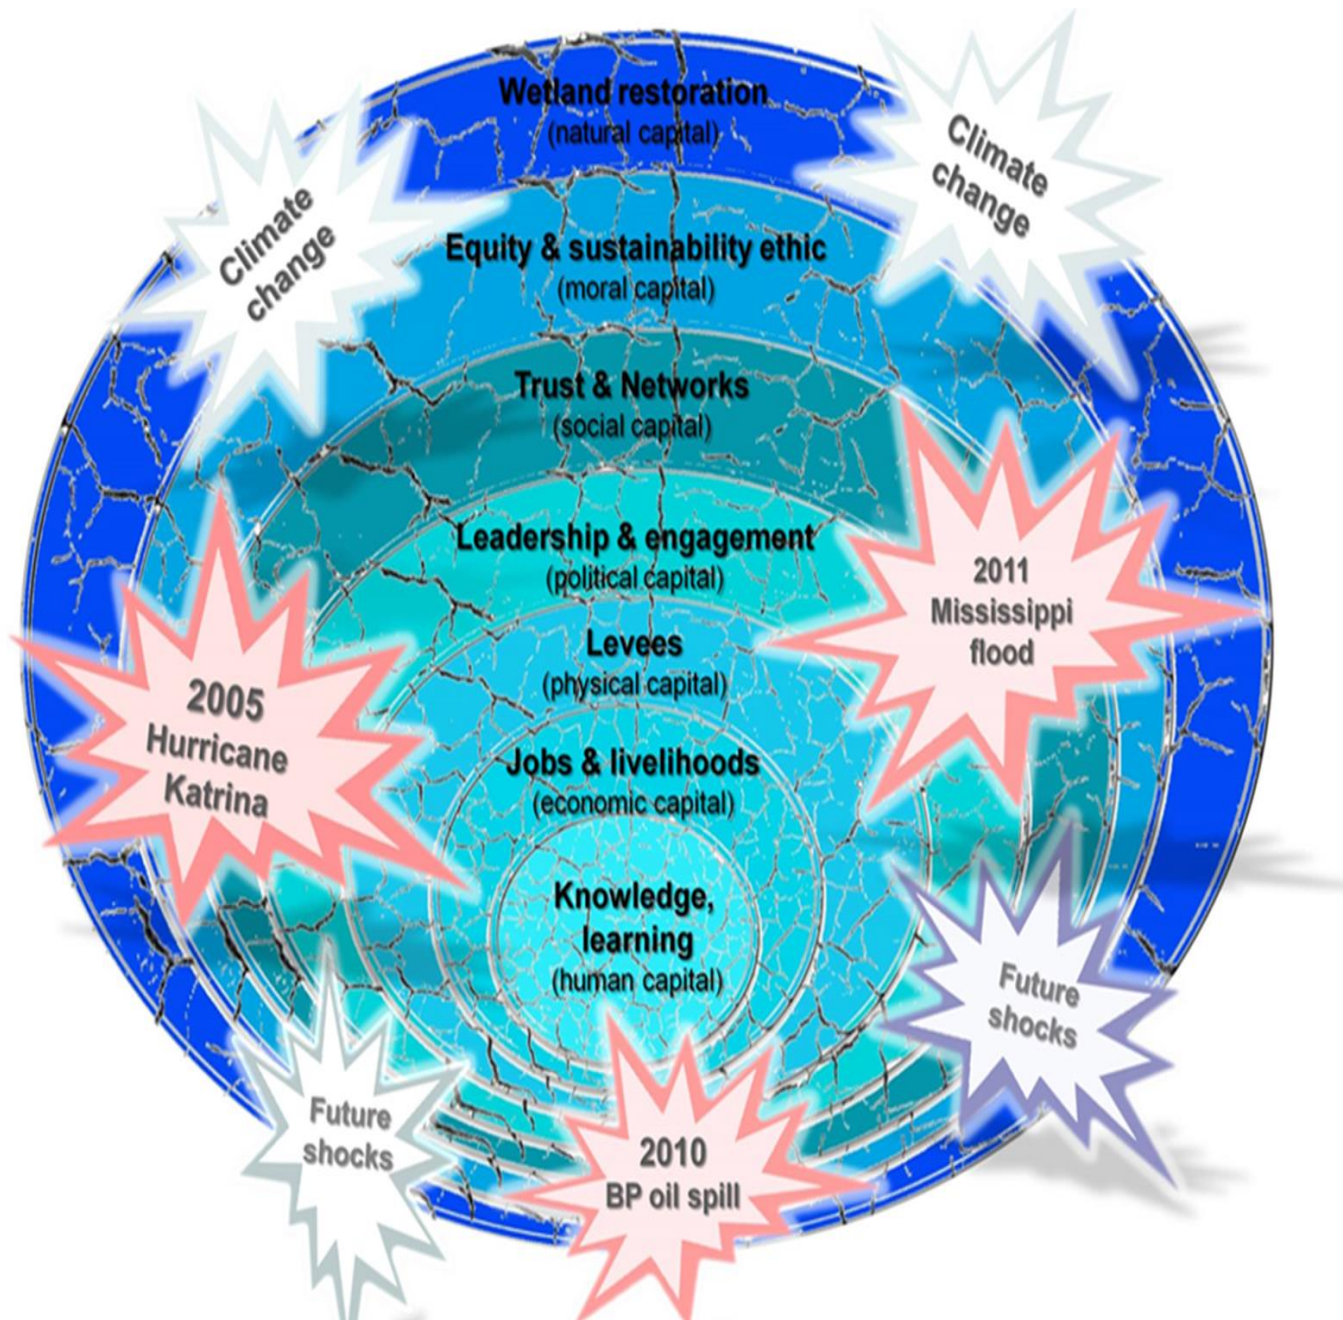 Wetland restoration
(natural capital)
Climate
change
Climate
change
Equity & sustainability ethic
(moral capital)
Trust & Networks
(social capital)
Leadership & engagement
(political capital)
2011
Mississippi
flood
Levees
(physical capital)
2005
Hurricane
Katrina
Jobs & livelihoods
(economic capital)
Knowledge,
learning
(human capital)
Future
shocks
Future
shocks
2010
BP oil spill